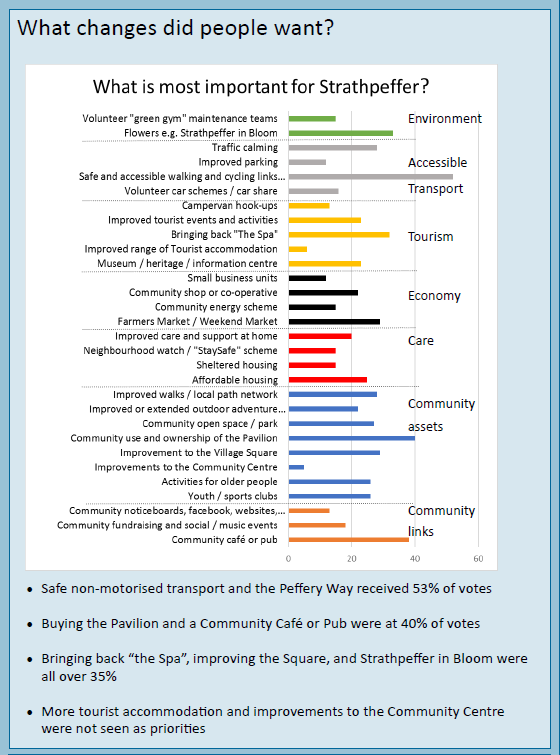 What changes did people want?
What is most important for Strathpeffer?
Volunteer "green gym" maintenance teams
Environment
Flowers e.g. Strathpeffer in Bloom
Traffic calming
Improved parking
Accessible
Safe and accessible walking and cycling links...
Volunteer car schemes / car share
Transport
Campervan hook-ups
Improved tourist events and activities
Bringing back "The Spa"
Tourism
Improved range of Tourist accommodation
Museum / heritage / information centre
Small business units
Community shop or co-operative
Economy
Community energy scheme
Farmers Market / Weekend Market
Improved care and support at home
Care
Neighbourhood watch / "StaySafe" scheme
Sheltered housing
Affordable housing
Improved walks / local path network
Community
Improved or extended outdoor adventure...
Community open space / park
assets
Community use and ownership of the Pavilion
Improvement to the Village Square
Improvements to the Community Centre
Activities for older people
Youth / sports clubs
Community noticeboards, facebook, websites,...
Community
Community fundraising and social / music events
links
Community café or pub
0 20 40 60
• Safe non-motorised transport and the Peffery Way received 53% of votes
• Buying the Pavilion and a Community Café or Pub were at 40% of votes
• Bringing back “the Spa”, improving the Square, and Strathpeffer in Bloom were
all over 35%
• More tourist accommodation and improvements to the Community Centre
were not seen as priorities